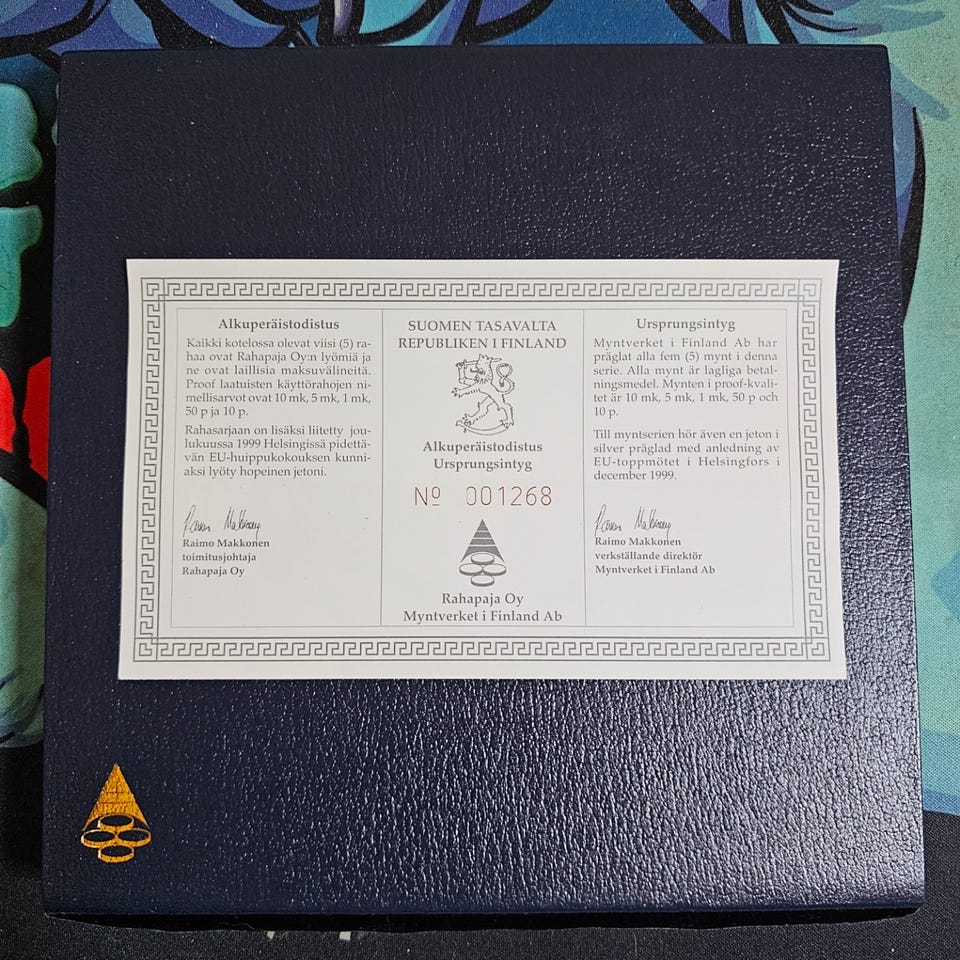 Alkuperäistodistus
Kaikki kotelossa olevat viisi (5) ra-
haa ovat Rahapaja Oy:n lyömiä ja
ne ovat laillisia maksuvälineitä.
Proof laatuisten käyttörahojen ni-
mellisarvot ovat 10 mk, 5 mk, 1 mk,
50 p ja 10 p.
Rahasarjaan on lisäksi liitetty jou-
lukuussa 1999 Helsingissä pidettä-
vän EU-huippukokouksen kunni-
aksi lyöty hopeinen jetoni.
Raimo Makkonen
toimitusjohtaja
Rahapaja Oy
SUOMEN TASAVALTA
REPUBLIKEN I FINLAND
Alkuperäistodistus
Ursprungsintyg
Nº 001268
Rahapaja Oy
Myntverket i Finland Ab
Ursprungsintyg
Myntverket i Finland Ab har
präglat alla fem (5) mynt i denna
serie. Alla mynt är lagliga betal-
ningsmedel. Mynten i proof-kvali-
tet är 10 mk, 5 mk, 1 mk, 50 p och
10 p.
Till myntserien hör även en jeton i
silver präglad med anledning av
EU-toppmötet i Helsingfors i
december 1999.
Raimo Makkonen
verkställande direktör
Myntverket i Finland Ab